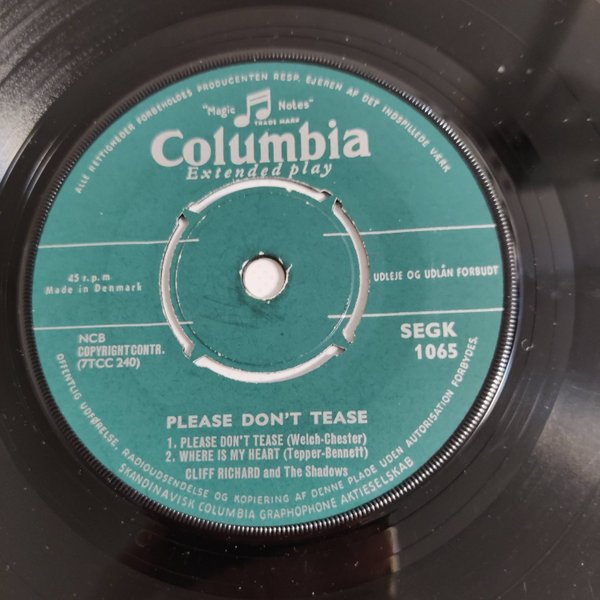 ALLE RETTIGHEDER FORBEHOLDES PRODUCENTEN RESP. EJEREN AF DET INDSPILLEDE VÆRK
"Magic Notes"
TRADE MARK
Columbia
Extended play
45 r.p.m
Made in Denmark
UDLEJE OG UDLÅN FORBUDT
NCB
COPYRIGHT CONTR.
(7TCC 240)
SEGK
1065
PLEASE DON'T TEASE
1. PLEASE DON'T TEASE (Welch-Chester)
2. WHERE IS MY HEART (Tepper-Bennett)
CLIFF RICHARD and The Shadows
OFFENTLIG UDFØRELSE, RADIOUDSENDELSE OG KOPIERING AF DENNE PLADE UDEN AUTORISATION FORBYDES.
SKANDINAVISK COLUMBIA GRAPHOPHONE AKTIESELSKAB